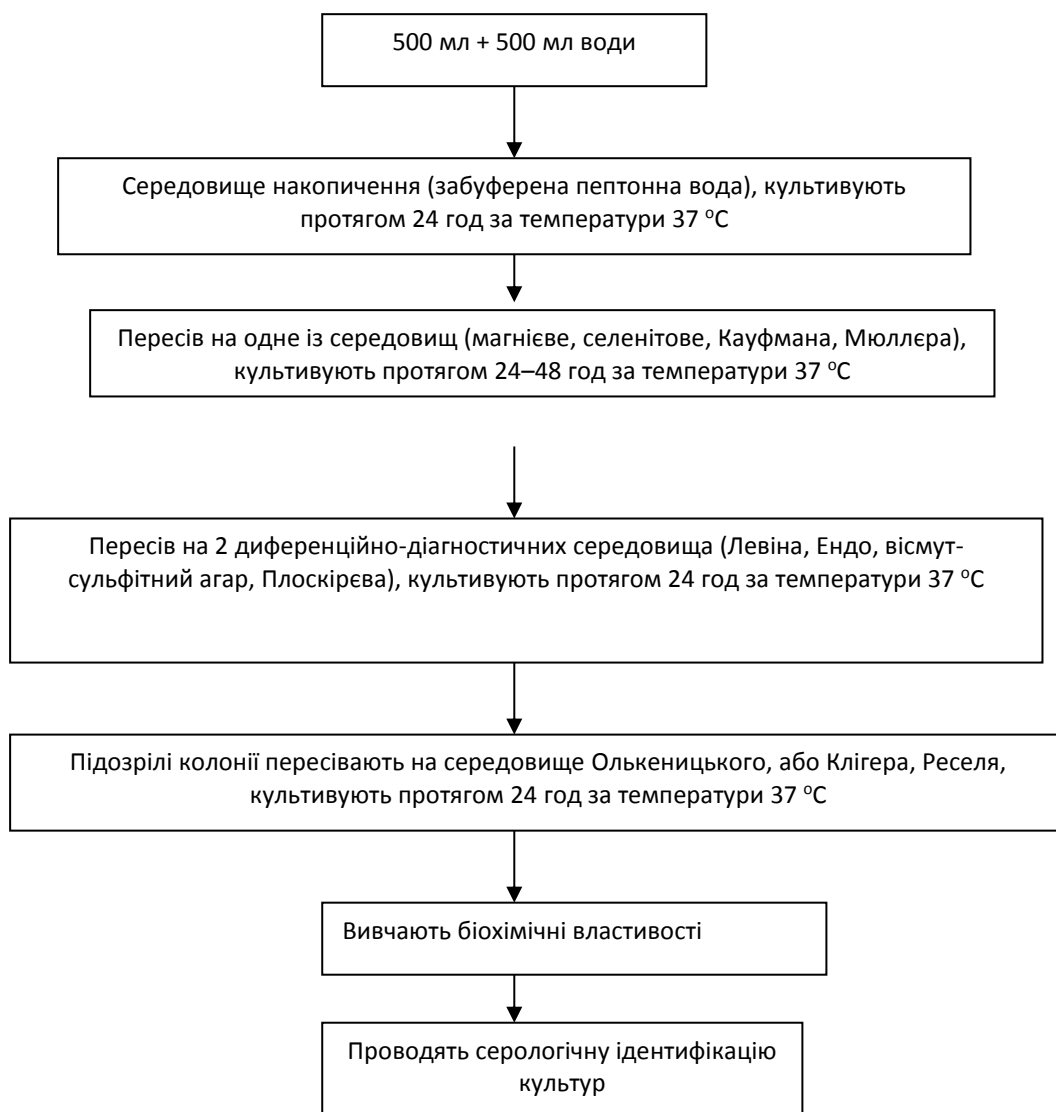 500 мл + 500 мл води
Середовище накопичення (забуферена пептонна вода), культивують
протягом 24 год за температури 37 °С
Пересів на одне із середовищ (магнієве, селенітове, Кауфмана, Мюллєра),
культивують протягом 24–48 год за температури 37 °С
Пересів на 2 диференційно-діагностичних середовища (Левіна, Ендо, вісмут-
сульфітний агар, Плоскірєва), культивують протягом 24 год за температури 37 °С
Підозрілі колонії пересівають на середовище Олькеницького, або Клігера, Реселя,
культивують протягом 24 год за температури 37 °С
Вивчають біохімічні властивості
Проводять серологічну ідентифікацію
культур